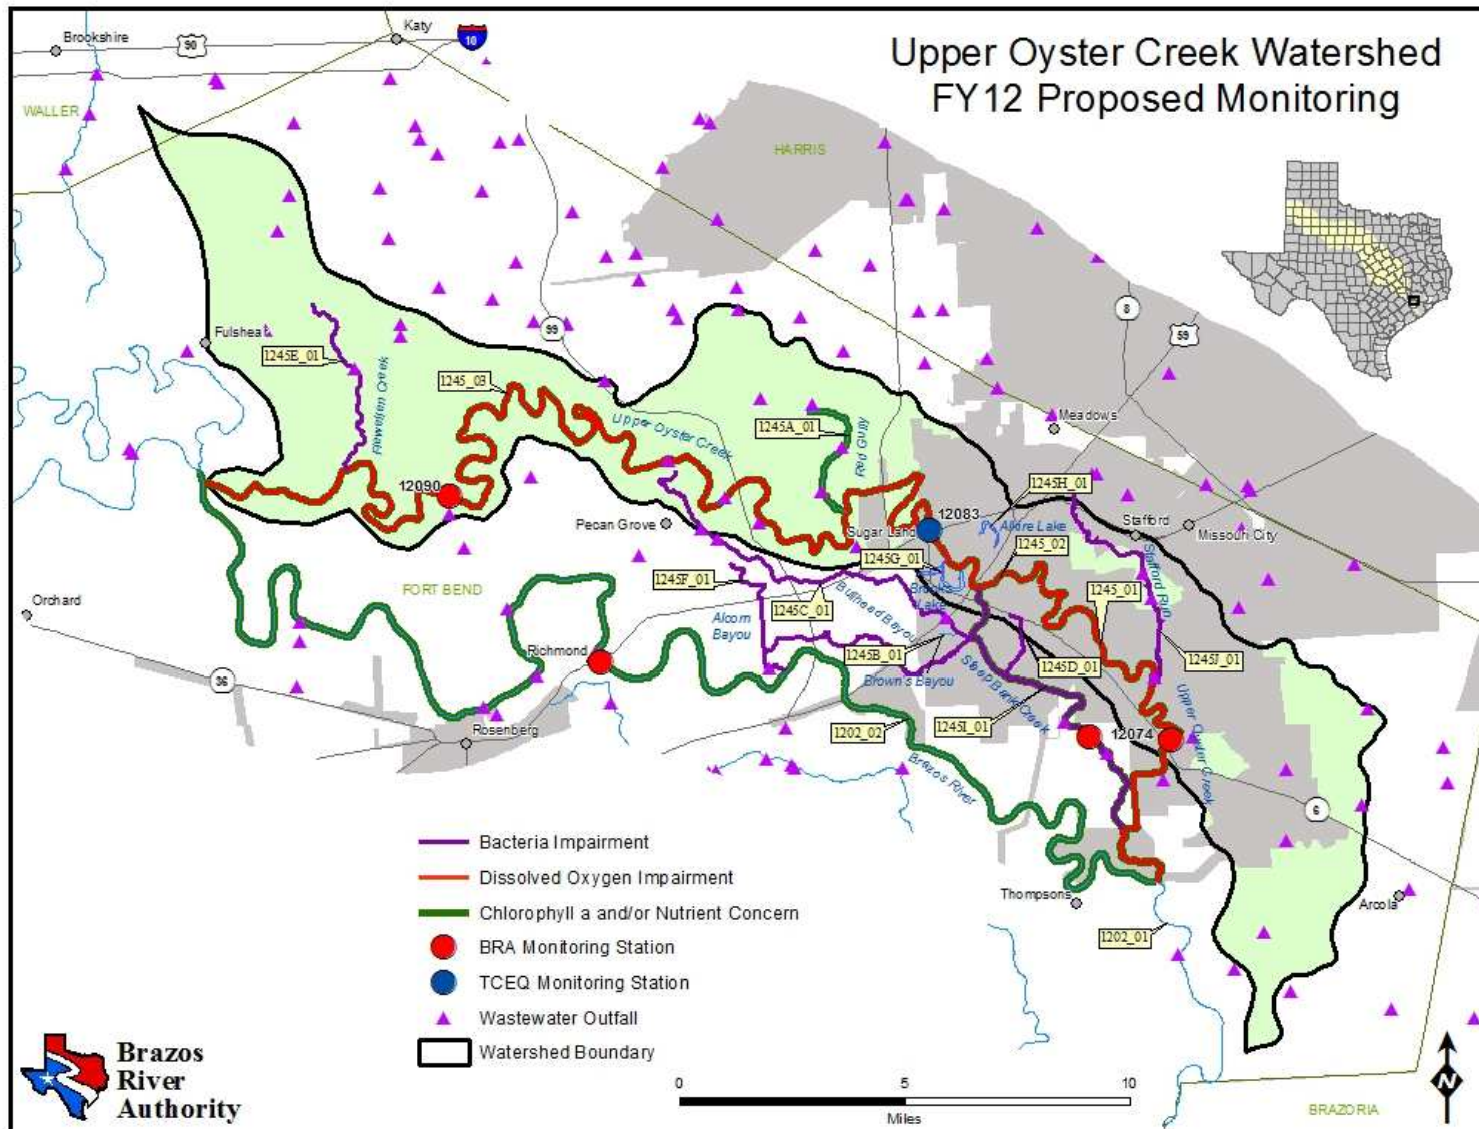 Upper Oyster Creek Watershed
FY12 Proposed Monitoring
Brookshire
90
Katy
10
WALLER
HARRIS
8
59
99
Fulshear
1245E_01
1245_03
Flewellen Creek
Upper Oyster Creek
1245A_01
Red Gully
Meadows
12090
1245H_01
12083
Pecan Grove
Sugar Land
Alkire Lake
Stafford
Missouri City
1245G_01
1245_02
1245F_01
Brooks
Lake
Stafford Run
FORT BEND
1245C_01
1245_01
Orchard
Bullhead Bayou
Alcorn
Bayou
Richmond
1245B_01
1245D_01
1245J_01
Brown's Bayou
Steep Bank Creek
36
1245I_01
Upper Oyster Creek
Rosenberg
1202_02
12074
Brazos River
6
Thompsons
Arcola
1202_01
Bacteria Impairment
Dissolved Oxygen Impairment
Chlorophyll a and/or Nutrient Concern
BRA Monitoring Station
TCEQ Monitoring Station
Wastewater Outfall
Watershed Boundary
Brazos
River
Authority
0 5 10
Miles
N
BRAZORIA